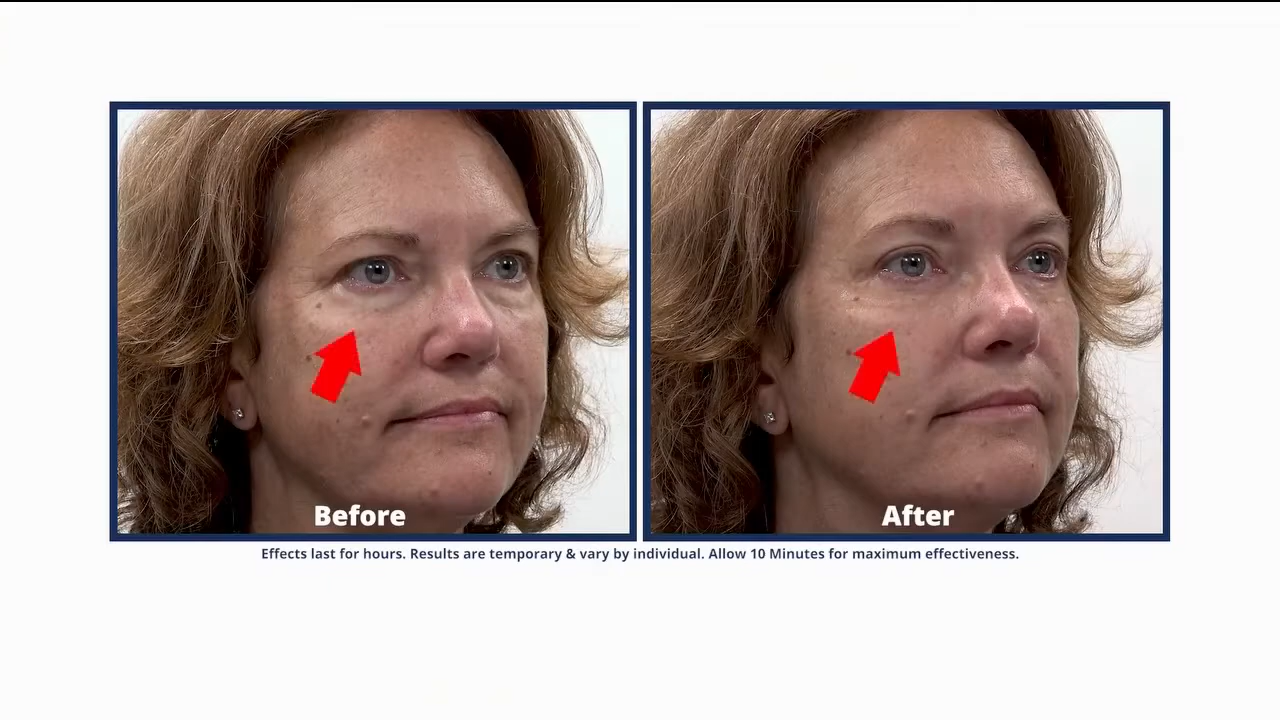 Before
After
Effects last for hours. Results are temporary & vary by individual. Allow 10 Minutes for maximum effectiveness.